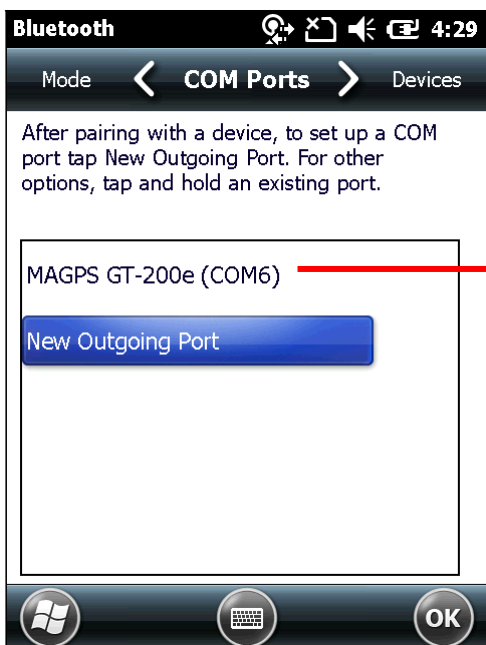 Bluetooth 4:29
Mode COM Ports Devices
After pairing with a device, to set up a COM
port tap New Outgoing Port. For other
options, tap and hold an existing port.
MAGPS GT-200e (COM6)
New Outgoing Port
OK